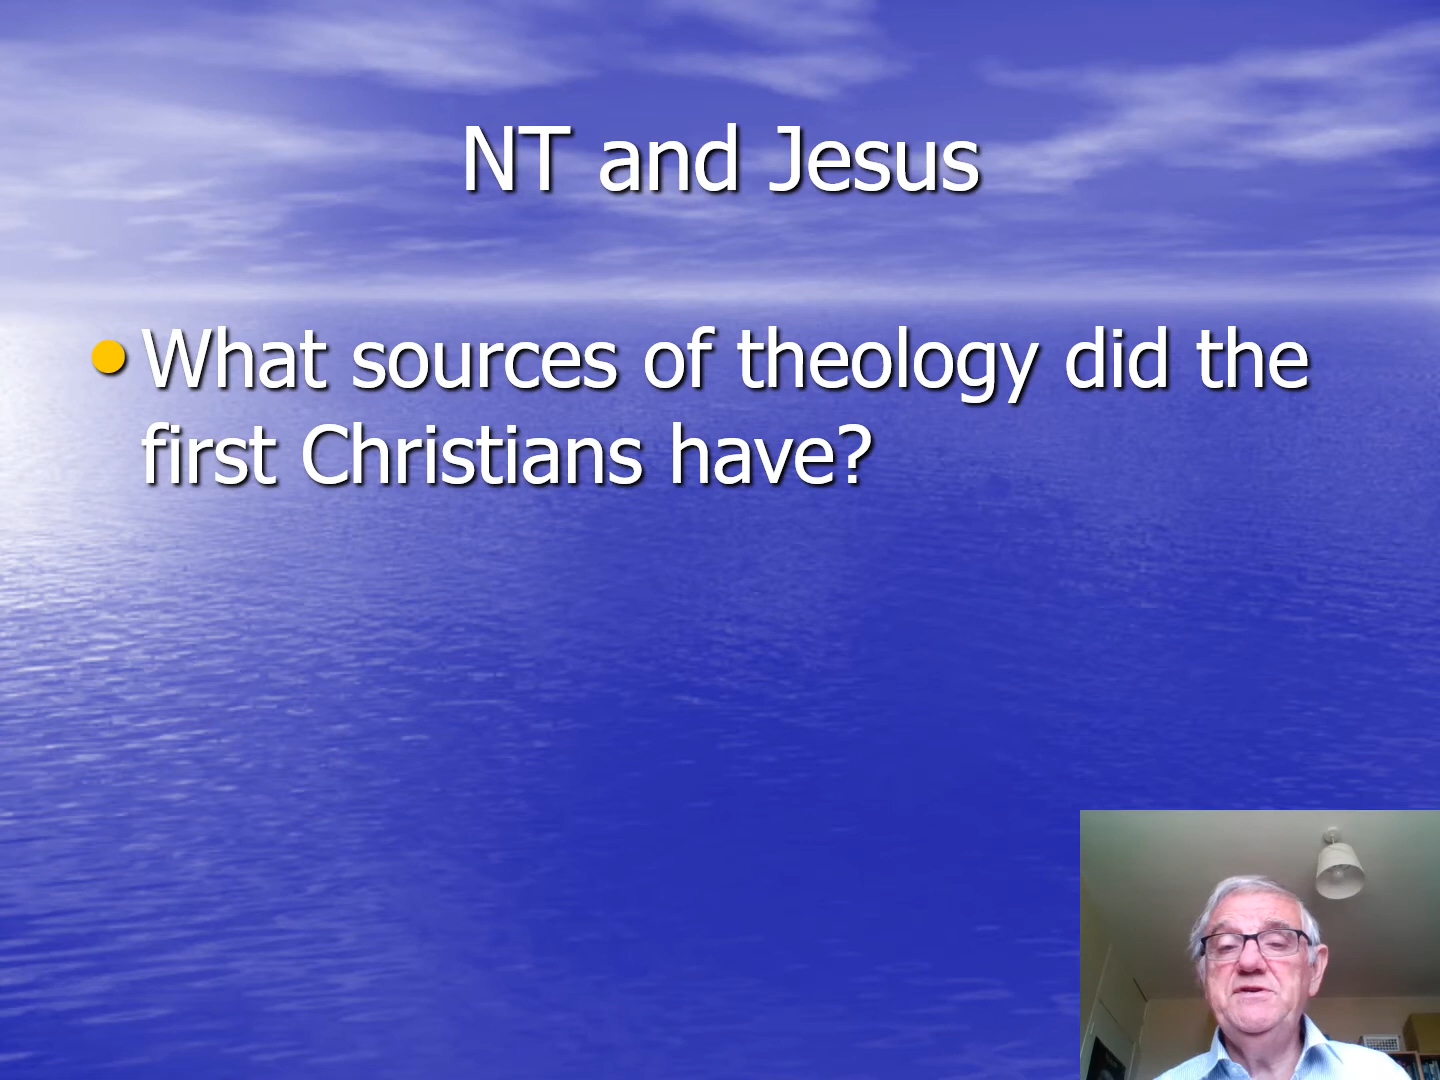 NT and Jesus
What sources of theology did the
first Christians have?